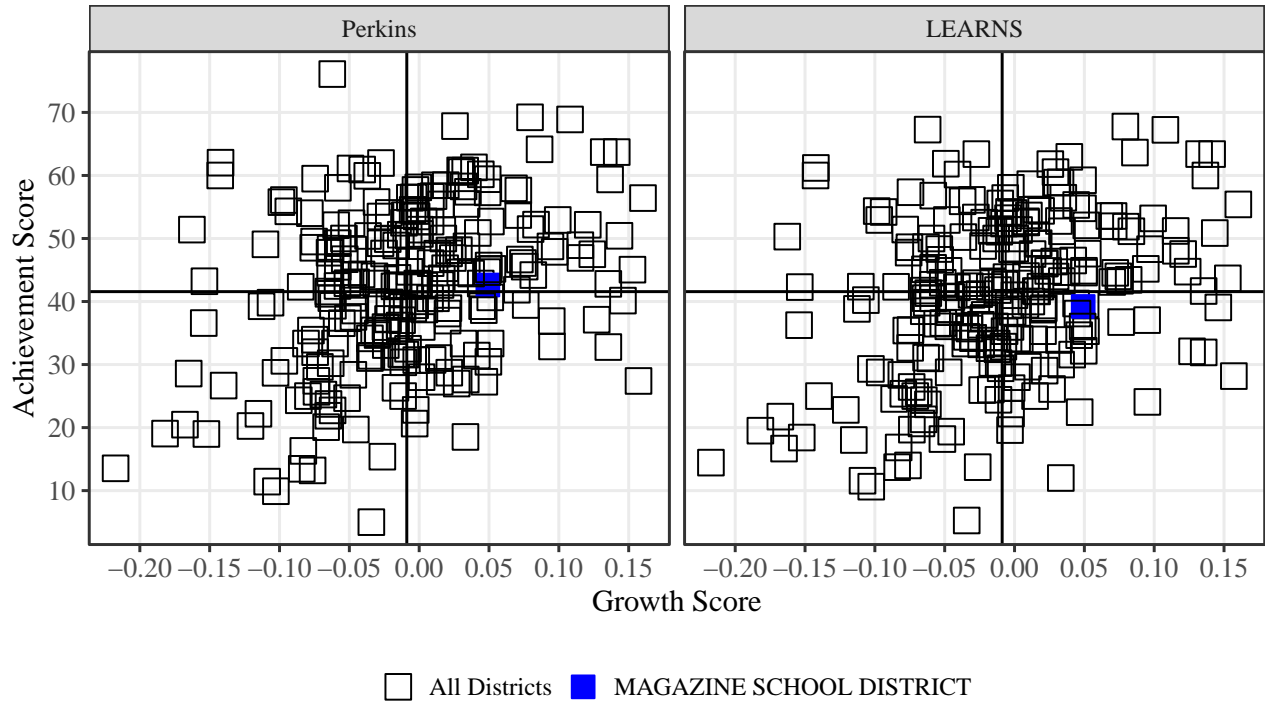 Perkins LEARNS
Achievement Score
70
60
50
40
30
20
10
−0.20 −0.15 −0.10 −0.05 0.00 0.05 0.10 0.15 −0.20 −0.15 −0.10 −0.05 0.00 0.05 0.10 0.15
Growth Score
All Districts MAGAZINE SCHOOL DISTRICT